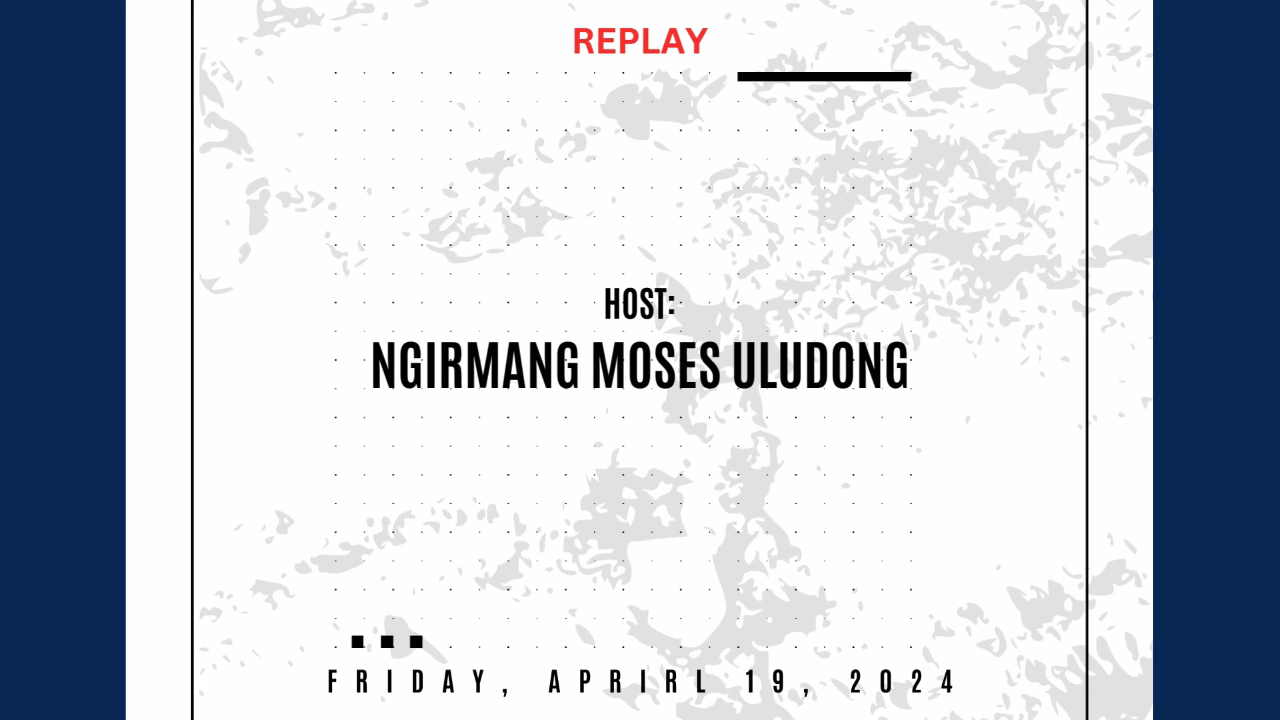 REPLAY
HOST:
NGIRMANG MOSES ULUDONG
FRIDAY, APRIRL 19, 2024